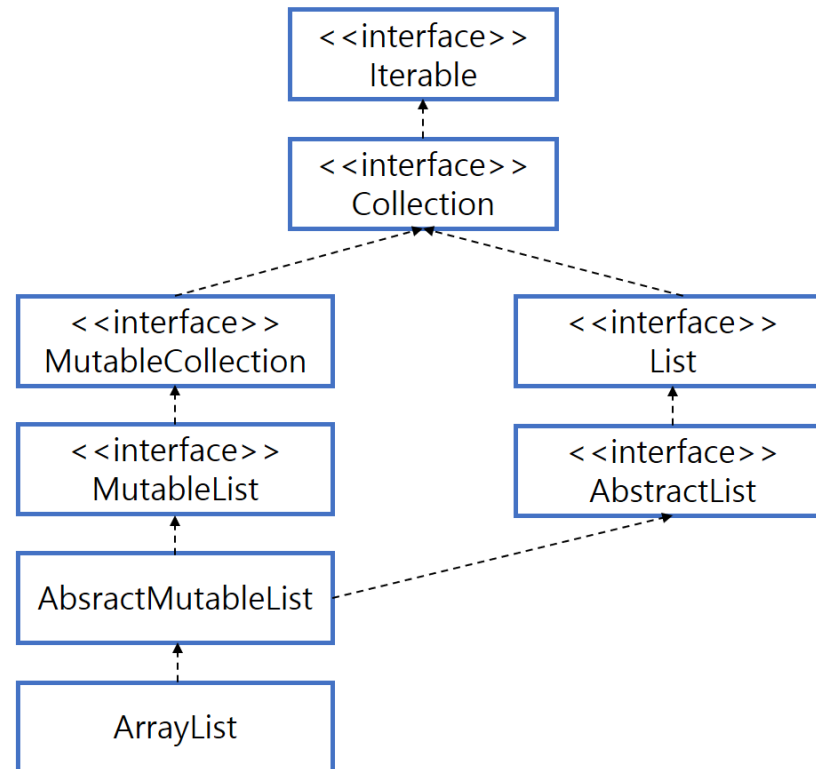 <<interface>>
Iterable
<<interface>>
Collection
<<interface>>
MutableCollection
<<interface>>
List
<<interface>>
MutableList
<<interface>>
AbstractList
AbsractMutableList
ArrayList